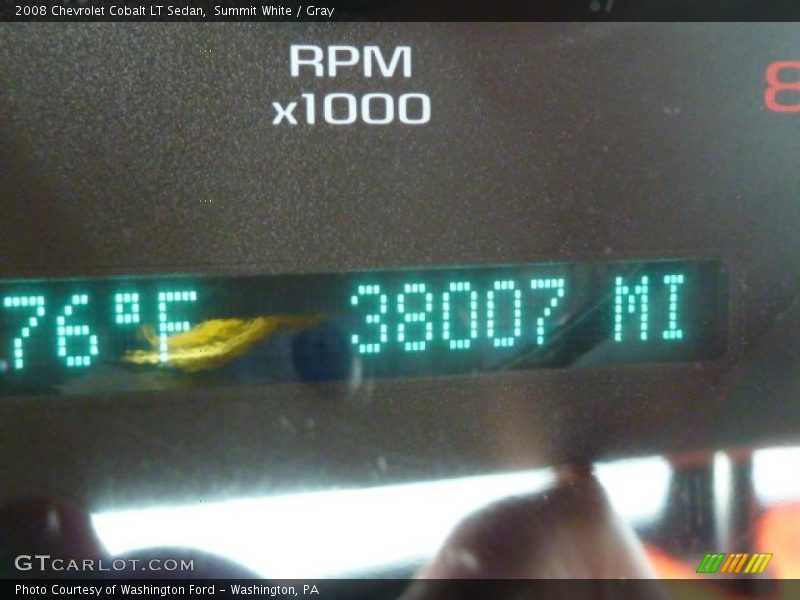 2008 Chevrolet Cobalt LT Sedan, Summit White / Gray
RPM
x1000
8
76°F 38007 MI
GTCARLOT.COM
Photo Courtesy of Washington Ford - Washington, PA